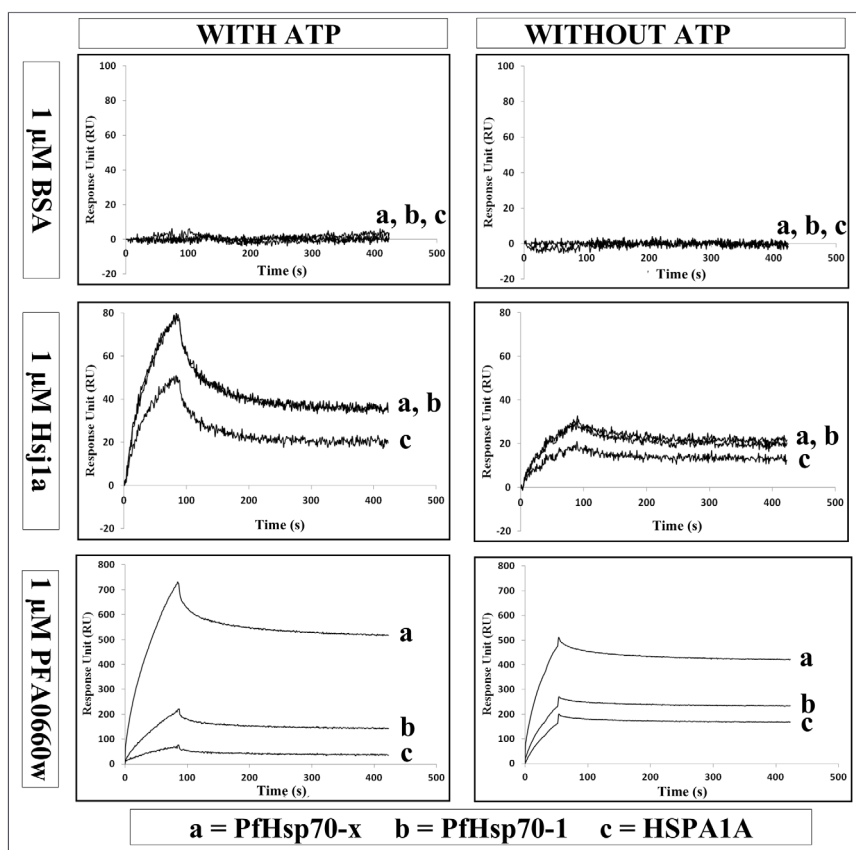 WITH ATP
WITHOUT ATP
1 µM BSA
Response Unit (RU)
100
80
60
40
20
0
-20
0
100
200
300
400
500
Time (s)
a, b, c
Response Unit (RU)
100
80
60
40
20
0
-20
0
100
200
300
400
500
Time (s)
a, b, c
1 µM Hsj1a
Response Unit (RU)
80
60
40
20
0
-20
0
100
200
300
400
500
Time (s)
a, b
c
Response Unit (RU)
80
60
40
20
0
-20
0
100
200
300
400
500
Time (s)
a, b
c
1 µM PFA0660w
Response Unit (RU)
800
700
600
500
400
300
200
100
0
0
100
200
300
400
500
Time (s)
a
b
c
Response Unit (RU)
800
700
600
500
400
300
200
100
0
0
100
200
300
400
500
Time (s)
a
b
c
a = PfHsp70-x b = PfHsp70-1 c = HSPA1A